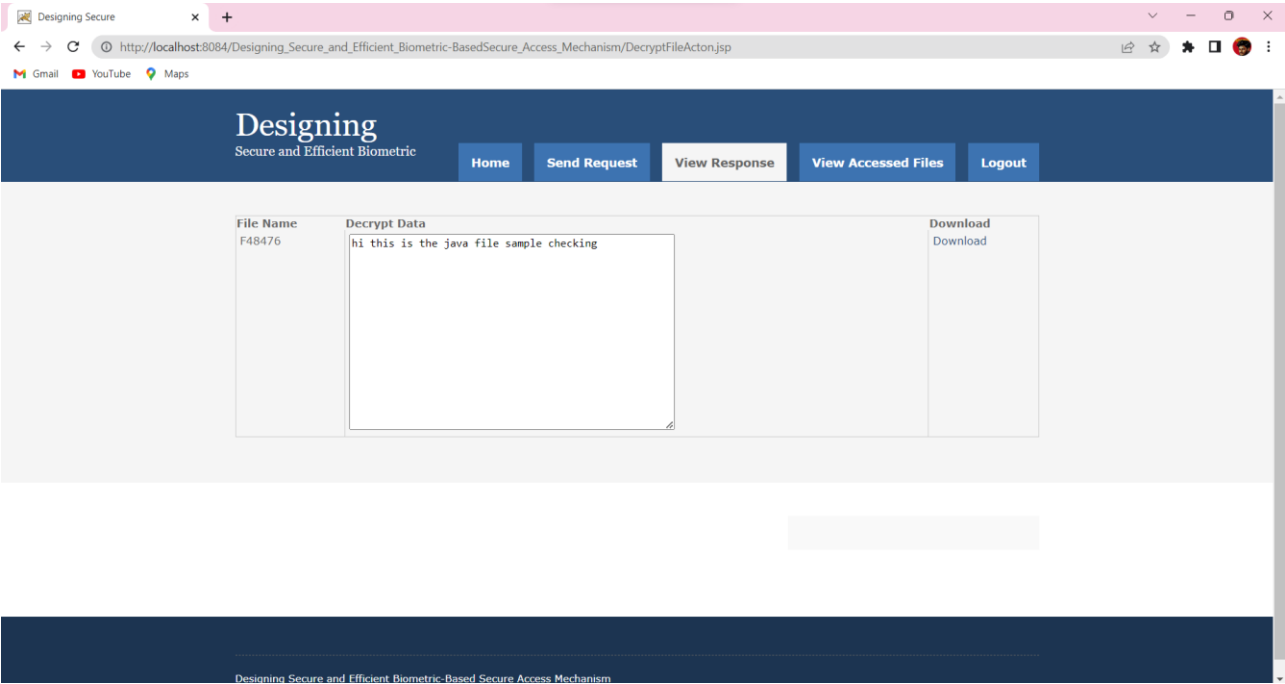 Designing Secure
http://localhost:8084/Designing_Secure_and_Efficient_Biometric-BasedSecure_Access_Mechanism/DecryptFileActon.jsp
Gmail YouTube Maps
Designing
Secure and Efficient Biometric
Home Send Request View Response View Accessed Files Logout
File Name Decrypt Data Download
F48476 hi this is the java file sample checking Download
Designing Secure and Efficient Biometric-Based Secure Access Mechanism